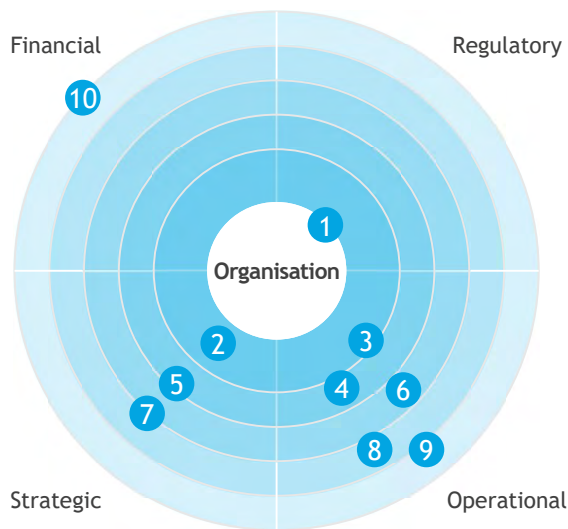 Financial
Regulatory
10
1
Organisation
2
3
5
4
6
7
8
9
Strategic
Operational